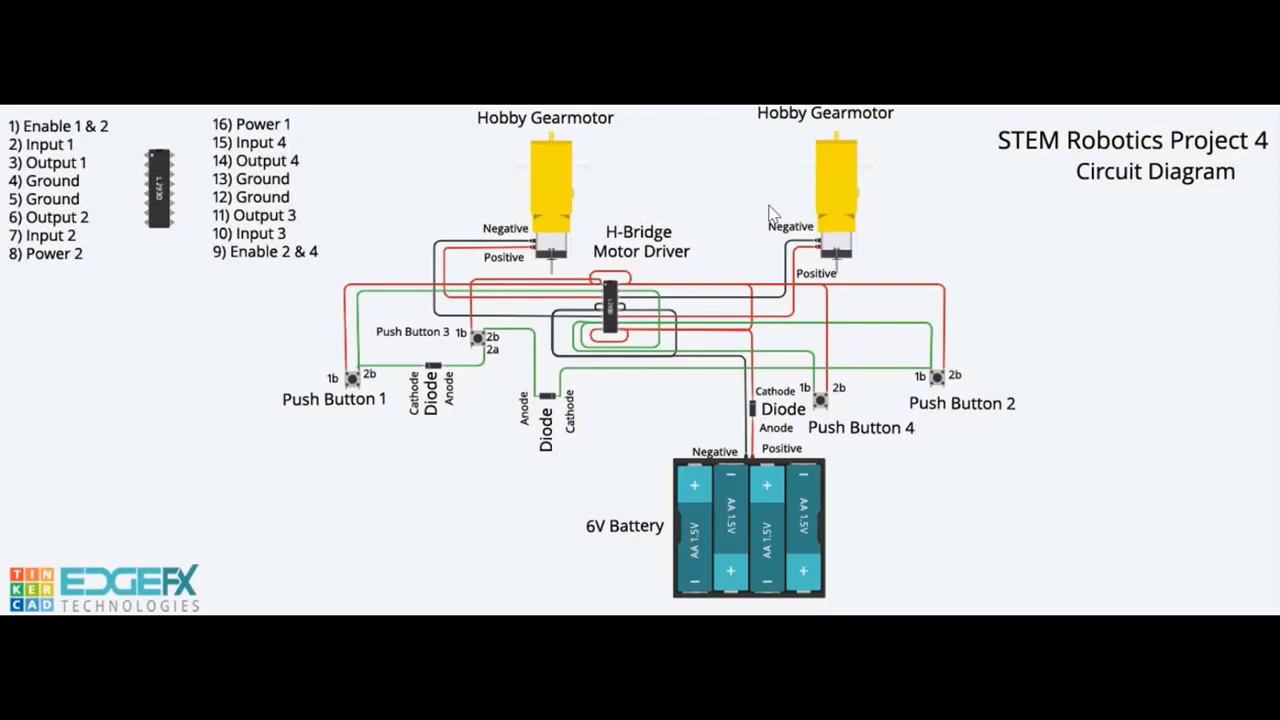 Hobby Gearmotor
Hobby Gearmotor
1) Enable 1 & 2
2) Input 1
3) Output 1
4) Ground
5) Ground
6) Output 2
7) Input 2
8) Power 2
L293D
16) Power 1
15) Input 4
14) Output 4
13) Ground
12) Ground
11) Output 3
10) Input 3
9) Enable 2 & 4
STEM Robotics Project 4
Circuit Diagram
Negative
Positive
H-Bridge
Motor Driver
Negative
Positive
L293D
Push Button 3
1b
2b
2a
1b
2b
Push Button 1
Cathode
Diode
Anode
Anode
Diode
Cathode
Cathode
Diode
Anode
1b
2b
Push Button 4
1b
2b
Push Button 2
Negative
Positive
6V Battery
+
AA 1.5V
−
−
AA 1.5V
+
+
AA 1.5V
−
−
AA 1.5V
+
TIN
KER
CAD
EDGEFX
TECHNOLOGIES